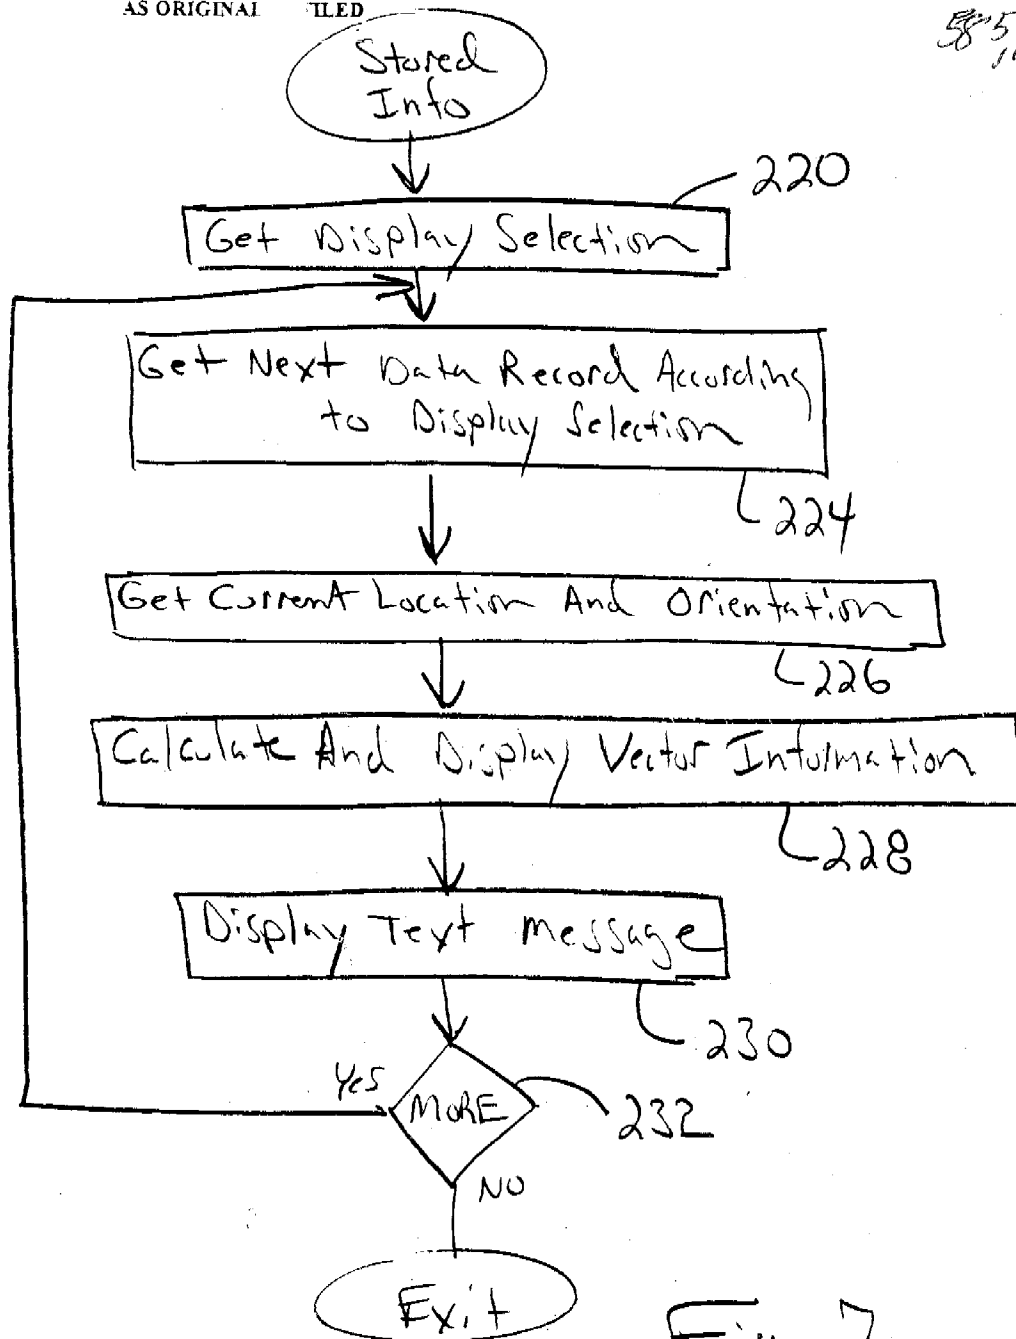 AS ORIGINAL
Stored
Info
220
Get Display Selection
Get Next Data Record According
to Display Selection
224
Get Current Location And Orientation
226
Calculate And Display Vector Information
228
Display Text Message
230
Yes
MORE
232
NO
Exit